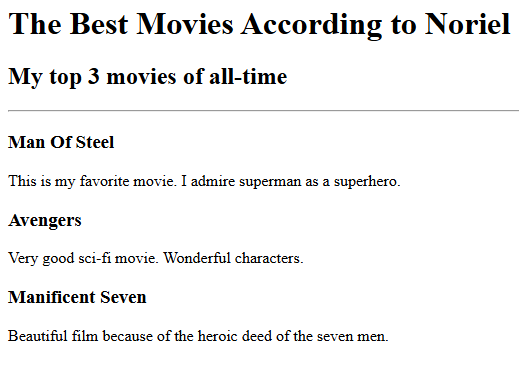 The Best Movies According to Noriel
My top 3 movies of all-time
Man Of Steel
This is my favorite movie. I admire superman as a superhero.
Avengers
Very good sci-fi movie. Wonderful characters.
Manificent Seven
Beautiful film because of the heroic deed of the seven men.